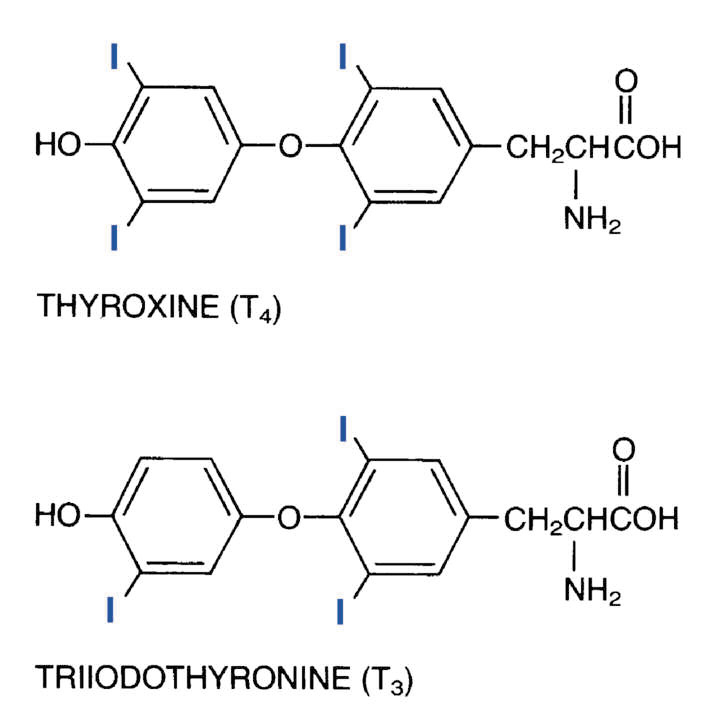 I I
O
HO O CH₂CHCOH
I I NH₂
THYROXINE (T₄)
I
O
HO O CH₂CHCOH
I I NH₂
TRIIODOTHYRONINE (T₃)